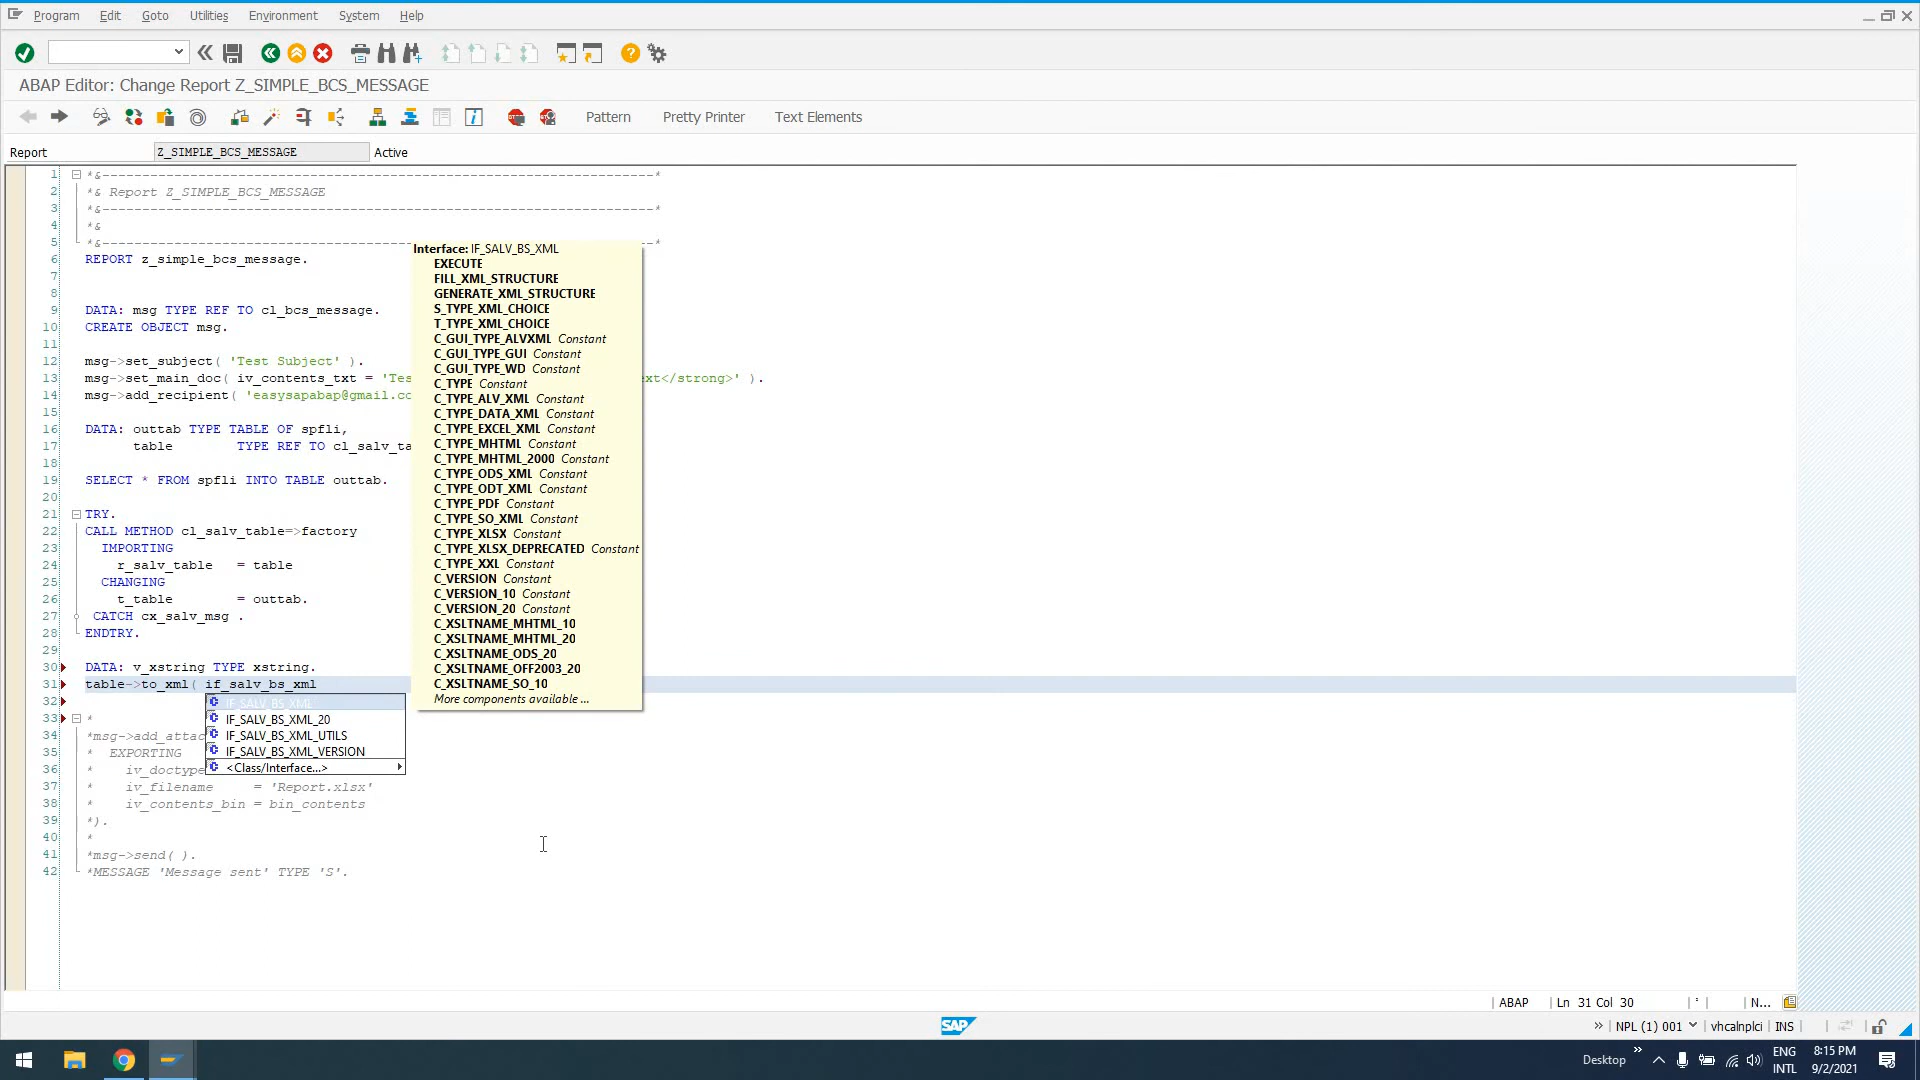 Program Edit Goto Utilities Environment System Help
ABAP Editor: Change Report Z_SIMPLE_BCS_MESSAGE
Pattern Pretty Printer Text Elements
Report Z_SIMPLE_BCS_MESSAGE Active
1 *&---------------------------------------------------------------------*
2 *& Report Z_SIMPLE_BCS_MESSAGE
3 *&---------------------------------------------------------------------*
4 *&
5 *&---------------------------------------------------------------------*
6 REPORT z_simple_bcs_message.
7
8
9 DATA: msg TYPE REF TO cl_bcs_message.
10 CREATE OBJECT msg.
11
12 msg->set_subject( 'Test Subject' ).
13 msg->set_main_doc( iv_contents_txt = 'Tes ext</strong>' ).
14 msg->add_recipient( 'easysapabap@gmail.co
15
16 DATA: outtab TYPE TABLE OF spfli,
17 table TYPE REF TO cl_salv_ta
18
19 SELECT * FROM spfli INTO TABLE outtab.
20
21 TRY.
22 CALL METHOD cl_salv_table=>factory
23 IMPORTING
24 r_salv_table = table
25 CHANGING
26 t_table = outtab.
27 CATCH cx_salv_msg .
28 ENDTRY.
29
30 DATA: v_xstring TYPE xstring.
31 table->to_xml( if_salv_bs_xml
32
33 *
34 *msg->add_attac
35 * EXPORTING
36 * iv_doctype
37 * iv_filename = 'Report.xlsx'
38 * iv_contents_bin = bin_contents
39 *).
40 *
41 *msg->send( ).
42 *MESSAGE 'Message sent' TYPE 'S'.
Interface: IF_SALV_BS_XML
EXECUTE
FILL_XML_STRUCTURE
GENERATE_XML_STRUCTURE
S_TYPE_XML_CHOICE
T_TYPE_XML_CHOICE
C_GUI_TYPE_ALVXML Constant
C_GUI_TYPE_GUI Constant
C_GUI_TYPE_WD Constant
C_TYPE Constant
C_TYPE_ALV_XML Constant
C_TYPE_DATA_XML Constant
C_TYPE_EXCEL_XML Constant
C_TYPE_MHTML Constant
C_TYPE_MHTML_2000 Constant
C_TYPE_ODS_XML Constant
C_TYPE_ODT_XML Constant
C_TYPE_PDF Constant
C_TYPE_SO_XML Constant
C_TYPE_XLSX Constant
C_TYPE_XLSX_DEPRECATED Constant
C_TYPE_XXL Constant
C_VERSION Constant
C_VERSION_10 Constant
C_VERSION_20 Constant
C_XSLTNAME_MHTML_10
C_XSLTNAME_MHTML_20
C_XSLTNAME_ODS_20
C_XSLTNAME_OFF2003_20
C_XSLTNAME_SO_10
More components available ...
IF_SALV_BS_XML
IF_SALV_BS_XML_20
IF_SALV_BS_XML_UTILS
IF_SALV_BS_XML_VERSION
<Class/Interface...>
ABAP Ln 31 Col 30 N...
SAP
» NPL (1) 001 vhcalnplci INS
Desktop » ENG 8:15 PM
INTL 9/2/2021